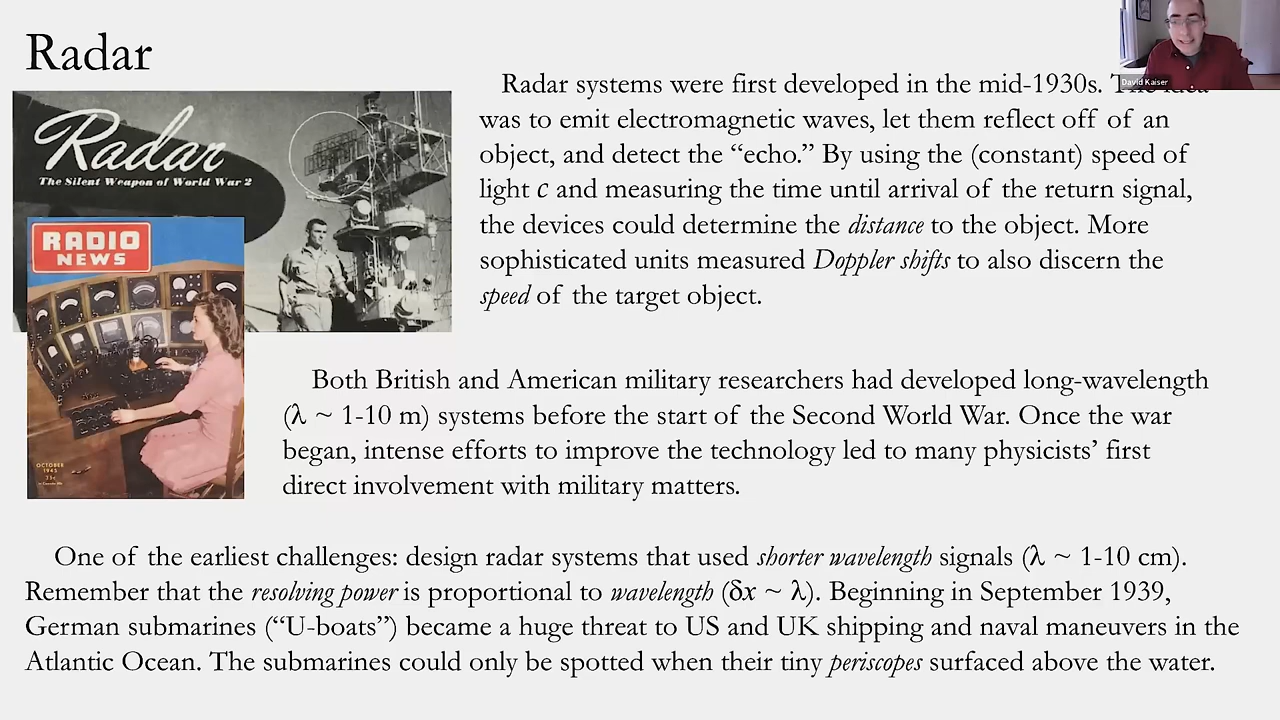 Radar
David Kaiser
Radar
The Silent Weapon of World War 2
RADIO
NEWS
OCTOBER
1945
Radar systems were first developed in the mid-1930s. The idea
was to emit electromagnetic waves, let them reflect off of an
object, and detect the “echo.” By using the (constant) speed of
light c and measuring the time until arrival of the return signal,
the devices could determine the distance to the object. More
sophisticated units measured Doppler shifts to also discern the
speed of the target object.
Both British and American military researchers had developed long-wavelength
(λ ~ 1-10 m) systems before the start of the Second World War. Once the war
began, intense efforts to improve the technology led to many physicists’ first
direct involvement with military matters.
One of the earliest challenges: design radar systems that used shorter wavelength signals (λ ~ 1-10 cm).
Remember that the resolving power is proportional to wavelength (δx ~ λ). Beginning in September 1939,
German submarines (“U-boats”) became a huge threat to US and UK shipping and naval maneuvers in the
Atlantic Ocean. The submarines could only be spotted when their tiny periscopes surfaced above the water.